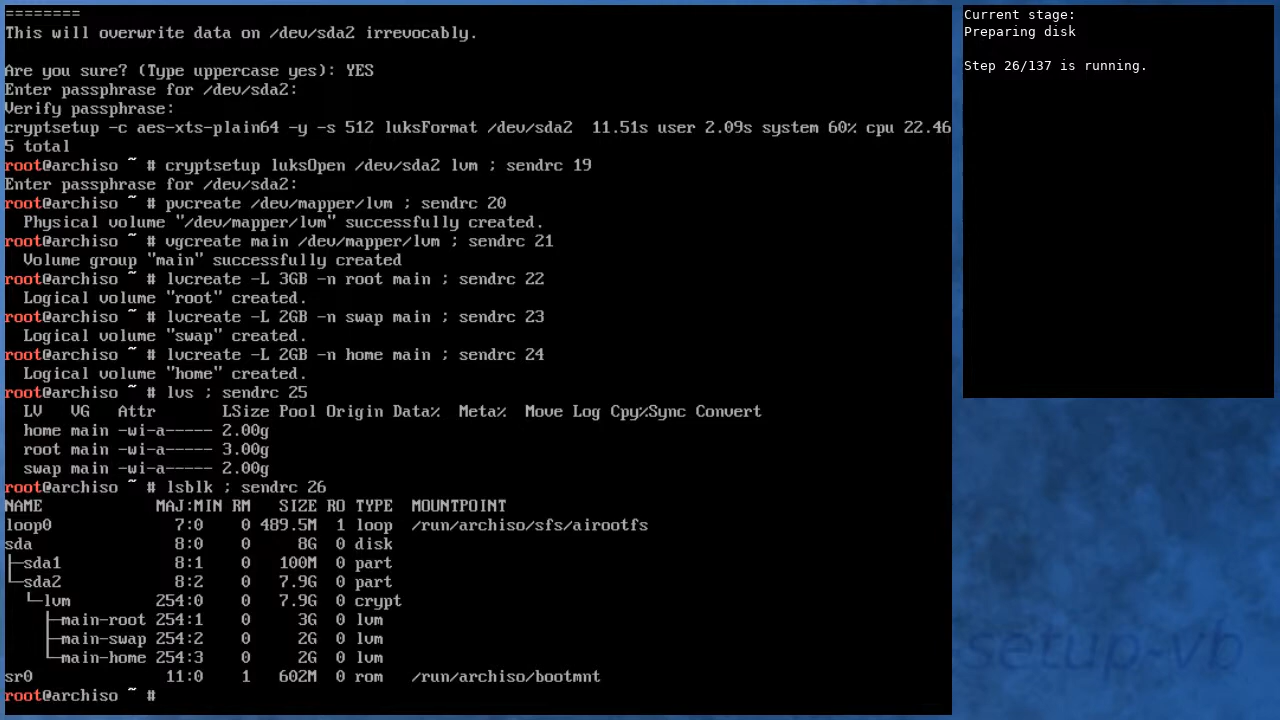 ========
This will overwrite data on /dev/sda2 irrevocably.
Are you sure? (Type uppercase yes): YES
Enter passphrase for /dev/sda2:
Verify passphrase:
cryptsetup -c aes-xts-plain64 -y -s 512 luksFormat /dev/sda2  11.51s user 2.09s system 60% cpu 22.46
5 total
root@archiso ~ # cryptsetup luksOpen /dev/sda2 lvm ; sendrc 19
Enter passphrase for /dev/sda2:
root@archiso ~ # pvcreate /dev/mapper/lvm ; sendrc 20
  Physical volume "/dev/mapper/lvm" successfully created.
root@archiso ~ # vgcreate main /dev/mapper/lvm ; sendrc 21
  Volume group "main" successfully created
root@archiso ~ # lvcreate -L 3GB -n root main ; sendrc 22
  Logical volume "root" created.
root@archiso ~ # lvcreate -L 2GB -n swap main ; sendrc 23
  Logical volume "swap" created.
root@archiso ~ # lvcreate -L 2GB -n home main ; sendrc 24
  Logical volume "home" created.
root@archiso ~ # lvs ; sendrc 25
  LV   VG   Attr       LSize Pool Origin Data%  Meta%  Move Log Cpy%Sync Convert
  home main -wi-a----- 2.00g
  root main -wi-a----- 3.00g
  swap main -wi-a----- 2.00g
root@archiso ~ # lsblk ; sendrc 26
NAME            MAJ:MIN RM   SIZE RO TYPE  MOUNTPOINT
loop0             7:0    0 489.5M  1 loop  /run/archiso/sfs/airootfs
sda               8:0    0     8G  0 disk
├─sda1            8:1    0   100M  0 part
└─sda2            8:2    0   7.9G  0 part
  └─lvm         254:0    0   7.9G  0 crypt
    ├─main-root 254:1    0     3G  0 lvm
    ├─main-swap 254:2    0     2G  0 lvm
    └─main-home 254:3    0     2G  0 lvm
sr0              11:0    1   602M  0 rom   /run/archiso/bootmnt
root@archiso ~ #
Current stage:
Preparing disk
Step 26/137 is running.
setup-vb